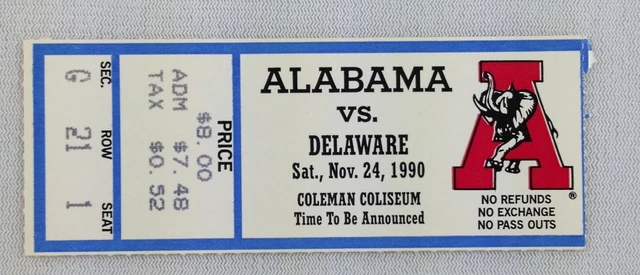 SEC. ROW SEAT
G 21 1
PRICE
$8.00
ADM $7.48
TAX $0.52
ALABAMA
VS.
DELAWARE
Sat., Nov. 24, 1990
COLEMAN COLISEUM
Time To Be Announced
A
®
NO REFUNDS
NO EXCHANGE
NO PASS OUTS